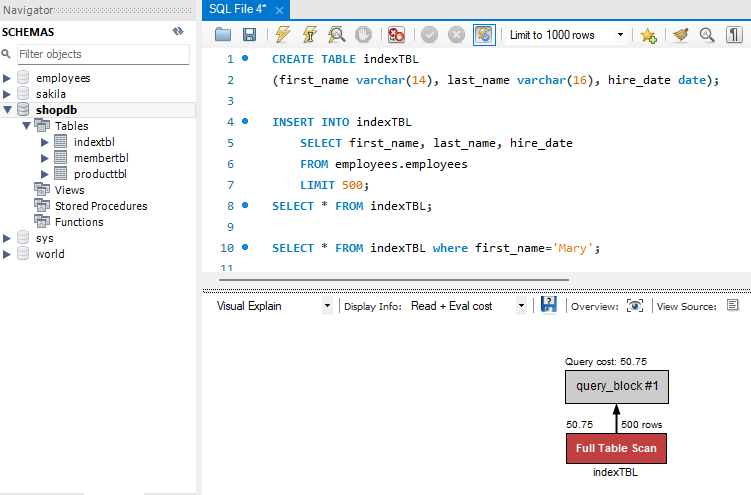 Navigator:
SCHEMAS
Filter objects
employees
sakila
shopdb
Tables
indextbl
membertbl
producttbl
Views
Stored Procedures
Functions
sys
world
SQL File 4* ×
Limit to 1000 rows
1 CREATE TABLE indexTBL
2 (first_name varchar(14), last_name varchar(16), hire_date date);
3
4 INSERT INTO indexTBL
5 SELECT first_name, last_name, hire_date
6 FROM employees.employees
7 LIMIT 500;
8 SELECT * FROM indexTBL;
9
10 SELECT * FROM indexTBL where first_name='Mary';
11
Visual Explain Display Info: Read + Eval cost Overview: View Source:
Query cost: 50.75
query_block #1
50.75 500 rows
Full Table Scan
indexTBL